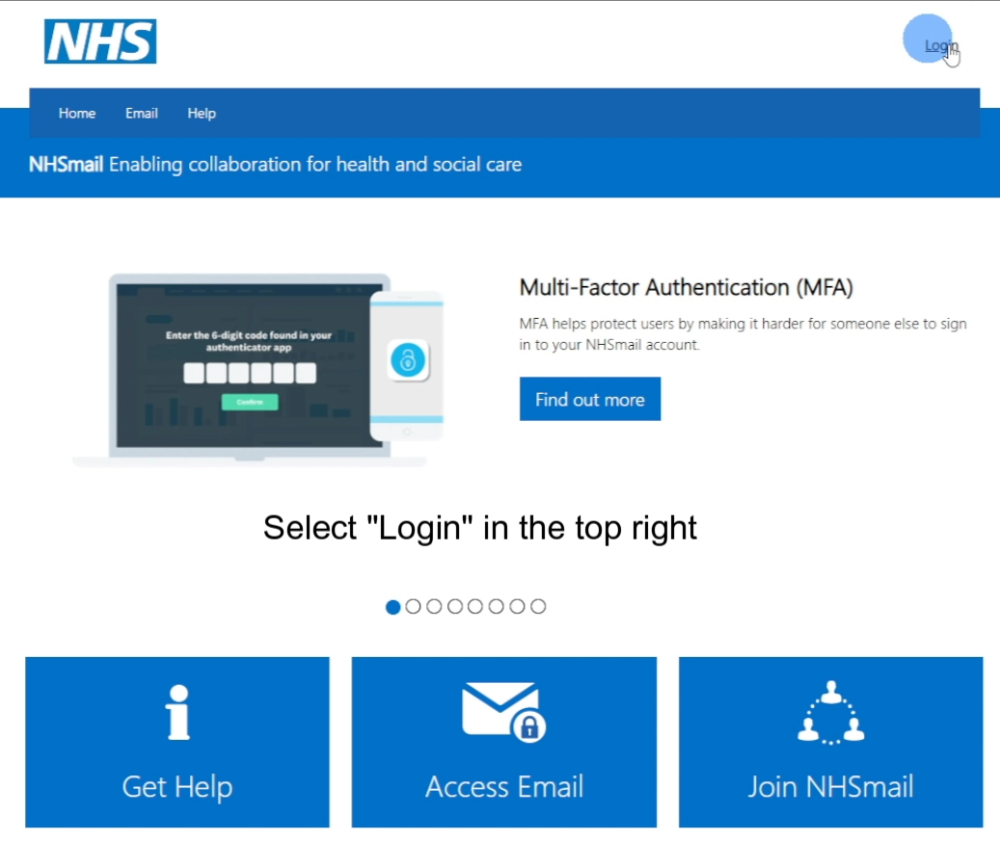 NHS
Login
Home Email Help
NHSmail Enabling collaboration for health and social care
Enter the 6-digit code found in your
authenticator app
Confirm
Multi-Factor Authentication (MFA)
MFA helps protect users by making it harder for someone else to sign
in to your NHSmail account.
Find out more
Select "Login" in the top right
Get Help
Access Email
Join NHSmail